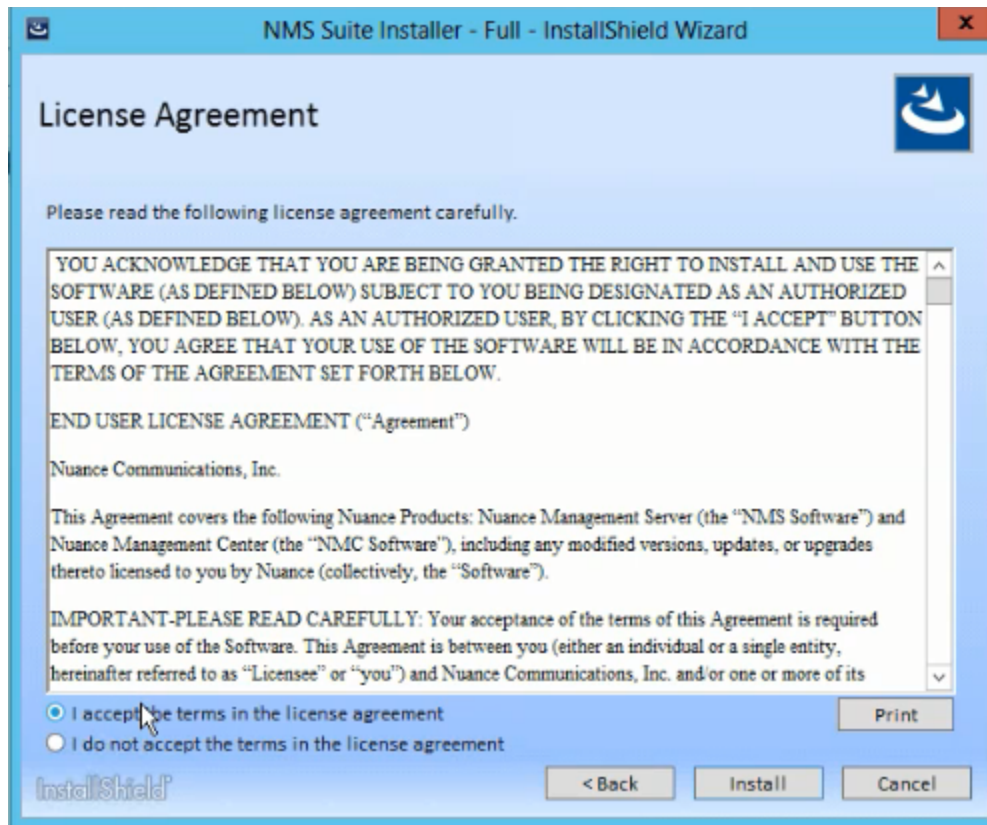 NMS Suite Installer - Full - InstallShield Wizard
x
License Agreement
Please read the following license agreement carefully.
YOU ACKNOWLEDGE THAT YOU ARE BEING GRANTED THE RIGHT TO INSTALL AND USE THE
SOFTWARE (AS DEFINED BELOW) SUBJECT TO YOU BEING DESIGNATED AS AN AUTHORIZED
USER (AS DEFINED BELOW). AS AN AUTHORIZED USER, BY CLICKING THE “I ACCEPT” BUTTON
BELOW, YOU AGREE THAT YOUR USE OF THE SOFTWARE WILL BE IN ACCORDANCE WITH THE
TERMS OF THE AGREEMENT SET FORTH BELOW.
END USER LICENSE AGREEMENT (“Agreement”)
Nuance Communications, Inc.
This Agreement covers the following Nuance Products: Nuance Management Server (the “NMS Software”) and
Nuance Management Center (the “NMC Software”), including any modified versions, updates, or upgrades
thereto licensed to you by Nuance (collectively, the “Software”).
IMPORTANT-PLEASE READ CAREFULLY: Your acceptance of the terms of this Agreement is required
before your use of the Software. This Agreement is between you (either an individual or a single entity,
hereinafter referred to as “Licensee” or “you”) and Nuance Communications, Inc. and/or one or more of its
I accept the terms in the license agreement
Print
I do not accept the terms in the license agreement
InstallShield
< Back
Install
Cancel